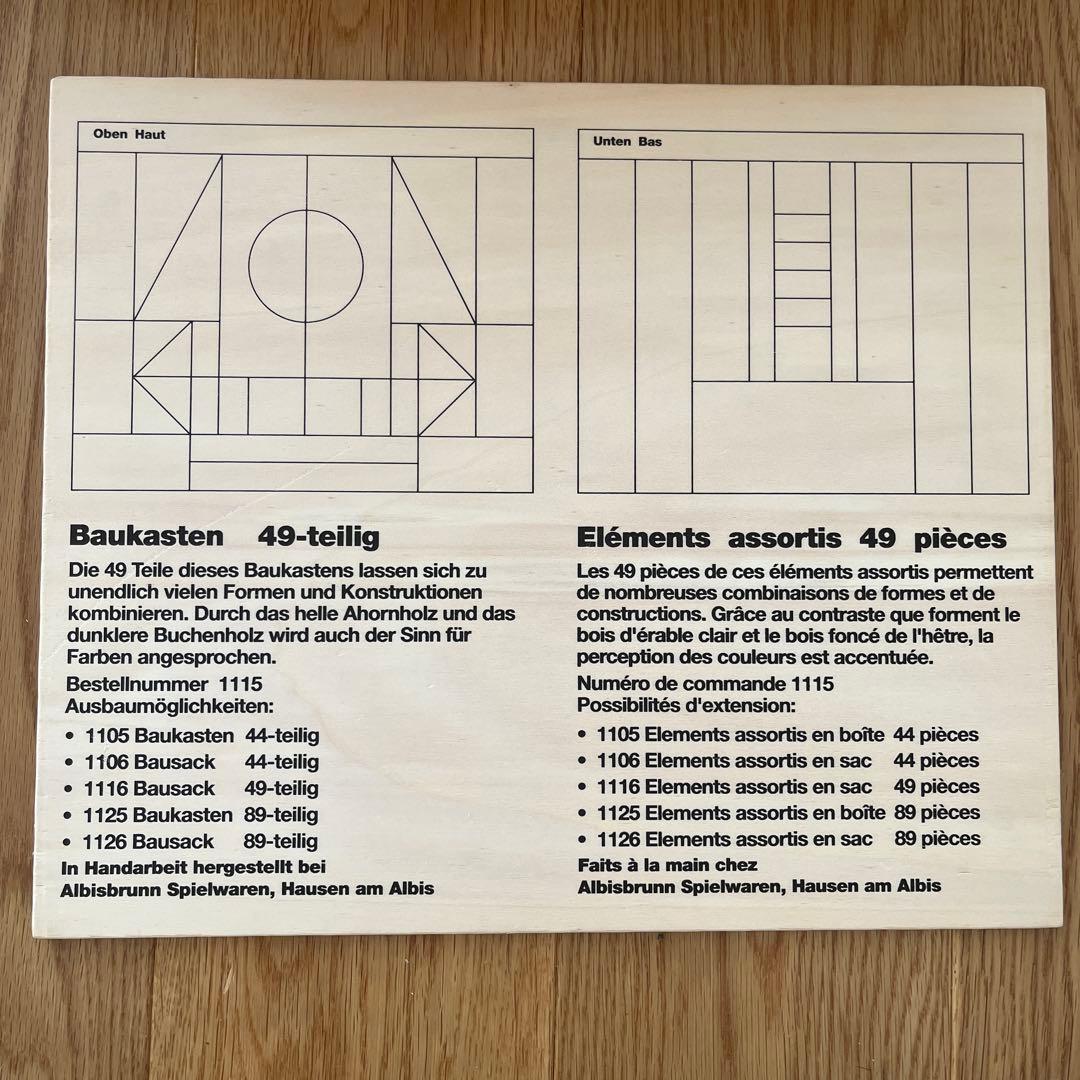 Oben Haut
Unten Bas
Baukasten 49-teilig
Die 49 Teile dieses Baukastens lassen sich zu
unendlich vielen Formen und Konstruktionen
kombinieren. Durch das helle Ahornholz und das
dunklere Buchenholz wird auch der Sinn für
Farben angesprochen.
Bestellnummer 1115
Ausbaumöglichkeiten:
• 1105 Baukasten 44-teilig
• 1106 Bausack 44-teilig
• 1116 Bausack 49-teilig
• 1125 Baukasten 89-teilig
• 1126 Bausack 89-teilig
In Handarbeit hergestellt bei
Albisbrunn Spielwaren, Hausen am Albis
Eléments assortis 49 pièces
Les 49 pièces de ces éléments assortis permettent
de nombreuses combinaisons de formes et de
constructions. Grâce au contraste que forment le
bois d'érable clair et le bois foncé de l'hêtre, la
perception des couleurs est accentuée.
Numéro de commande 1115
Possibilités d'extension:
• 1105 Elements assortis en boîte 44 pièces
• 1106 Elements assortis en sac 44 pièces
• 1116 Elements assortis en sac 49 pièces
• 1125 Elements assortis en boîte 89 pièces
• 1126 Elements assortis en sac 89 pièces
Faits à la main chez
Albisbrunn Spielwaren, Hausen am Albis